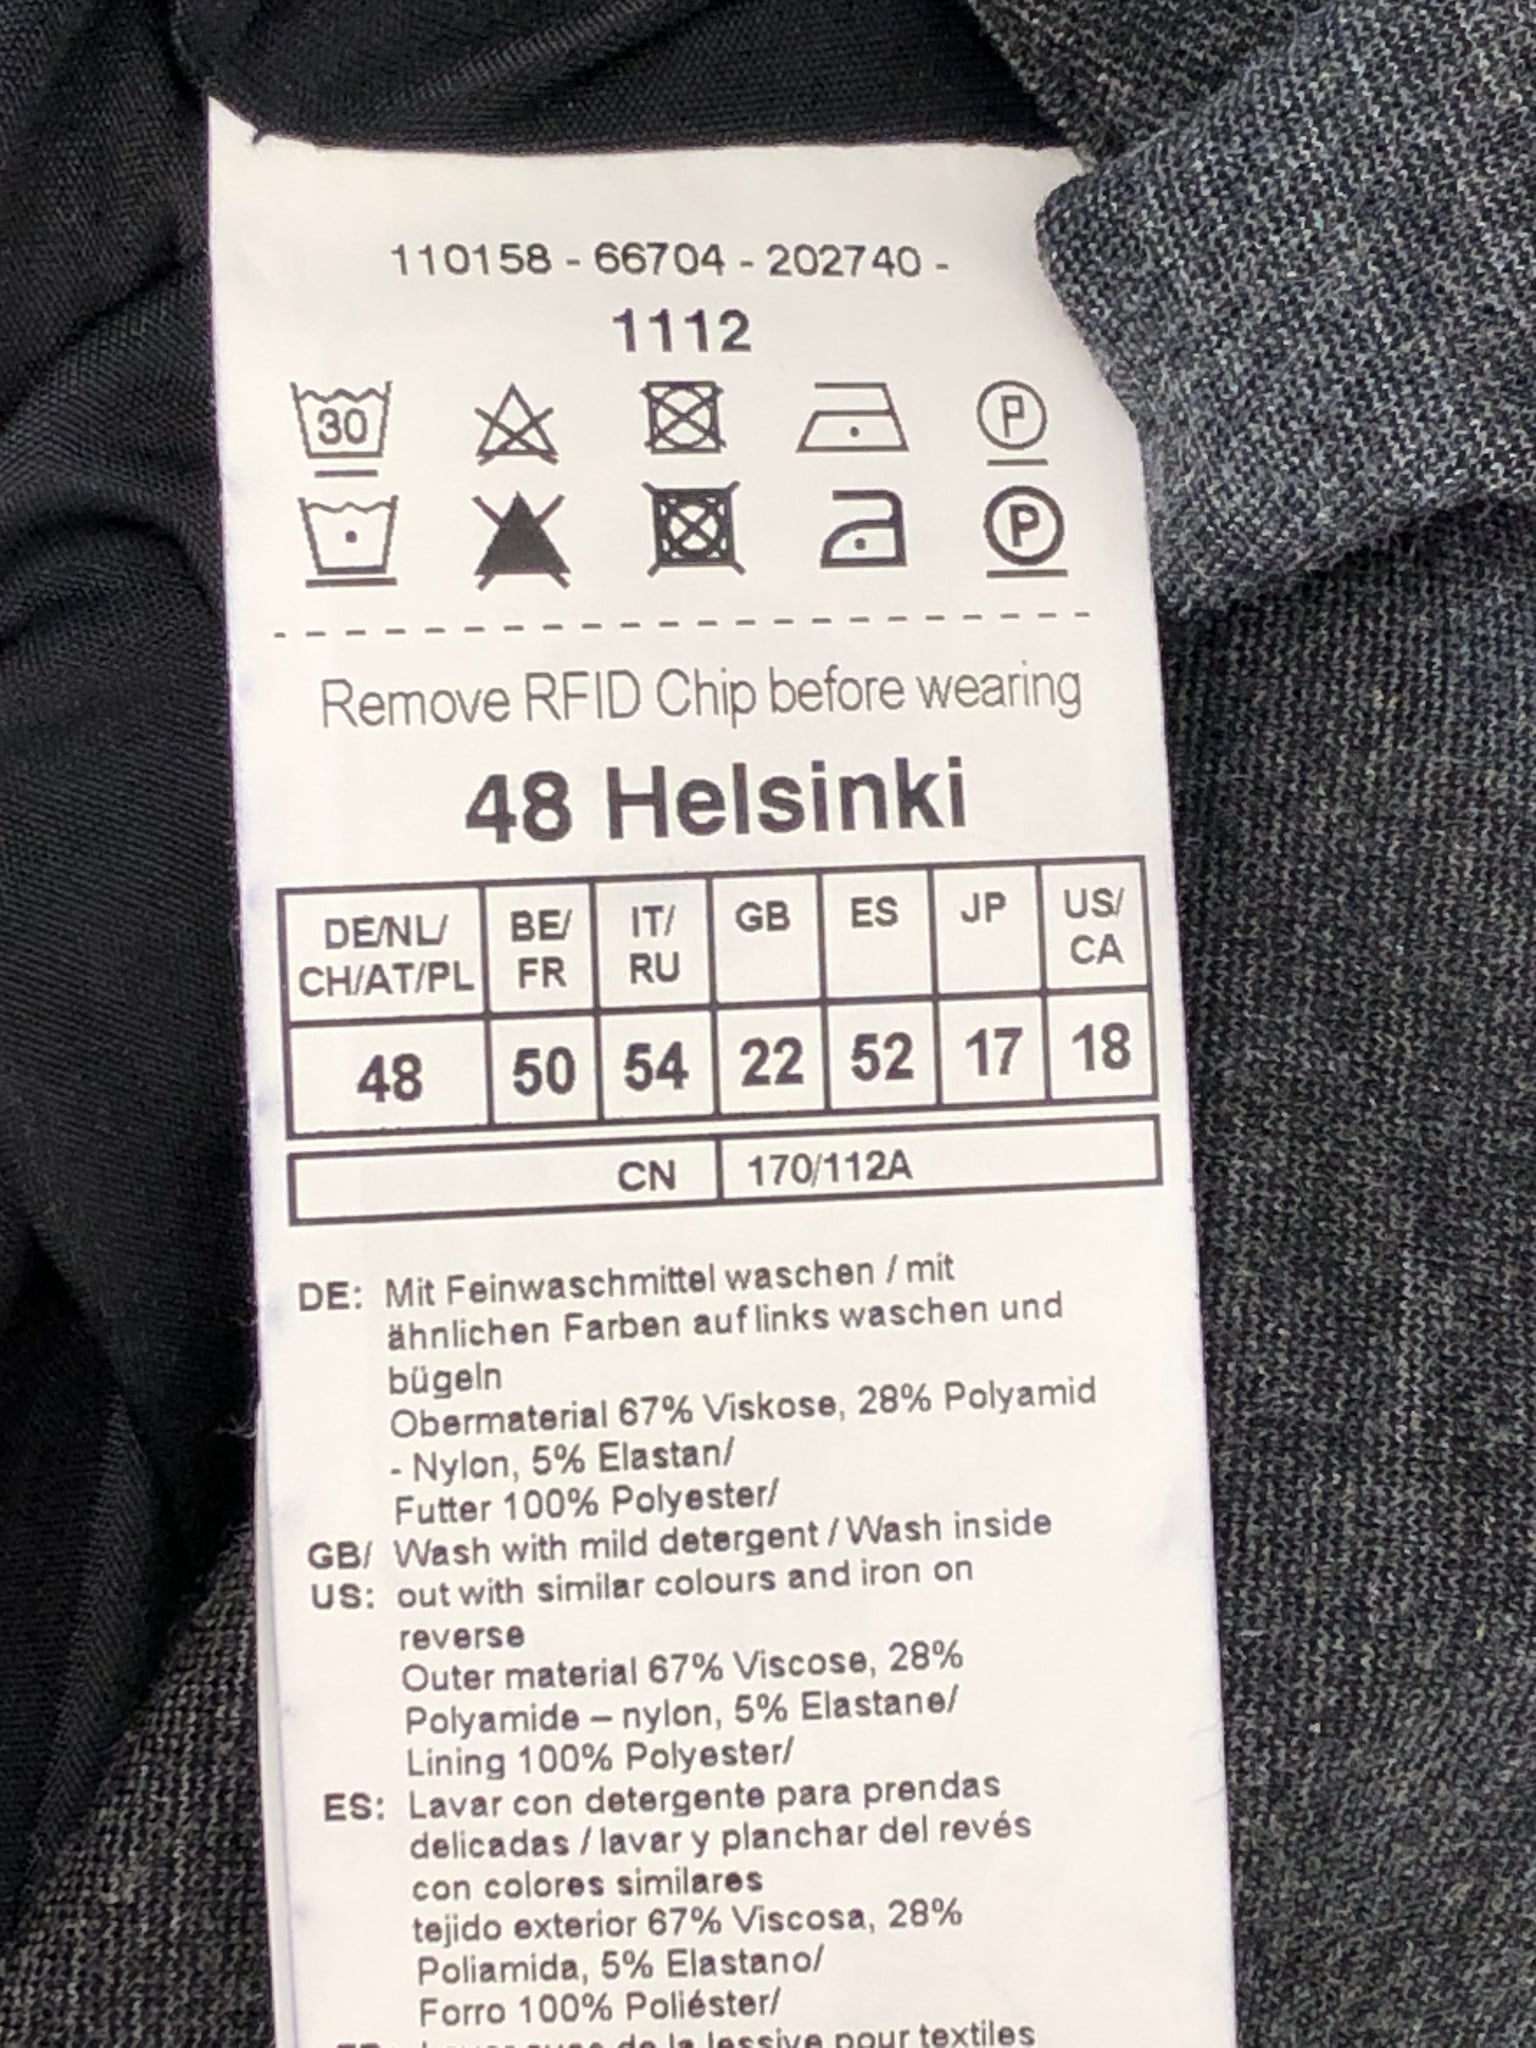 110158 - 66704 - 202740 -
1112
30
P
P
Remove RFID Chip before wearing
48 Helsinki
DE/NL/ CH/AT/PL BE/ FR IT/ RU GB ES JP US/ CA
48 50 54 22 52 17 18
CN 170/112A
DE: Mit Feinwaschmittel waschen / mit
ähnlichen Farben auf links waschen und
bügeln
Obermaterial 67% Viskose, 28% Polyamid
- Nylon, 5% Elastan/
Futter 100% Polyester/
GB/ Wash with mild detergent / Wash inside
US: out with similar colours and iron on
reverse
Outer material 67% Viscose, 28%
Polyamide – nylon, 5% Elastane/
Lining 100% Polyester/
ES: Lavar con detergente para prendas
delicadas / lavar y planchar del revés
con colores similares
tejido exterior 67% Viscosa, 28%
Poliamida, 5% Elastano/
Forro 100% Poliéster/
de la lessive pour textiles